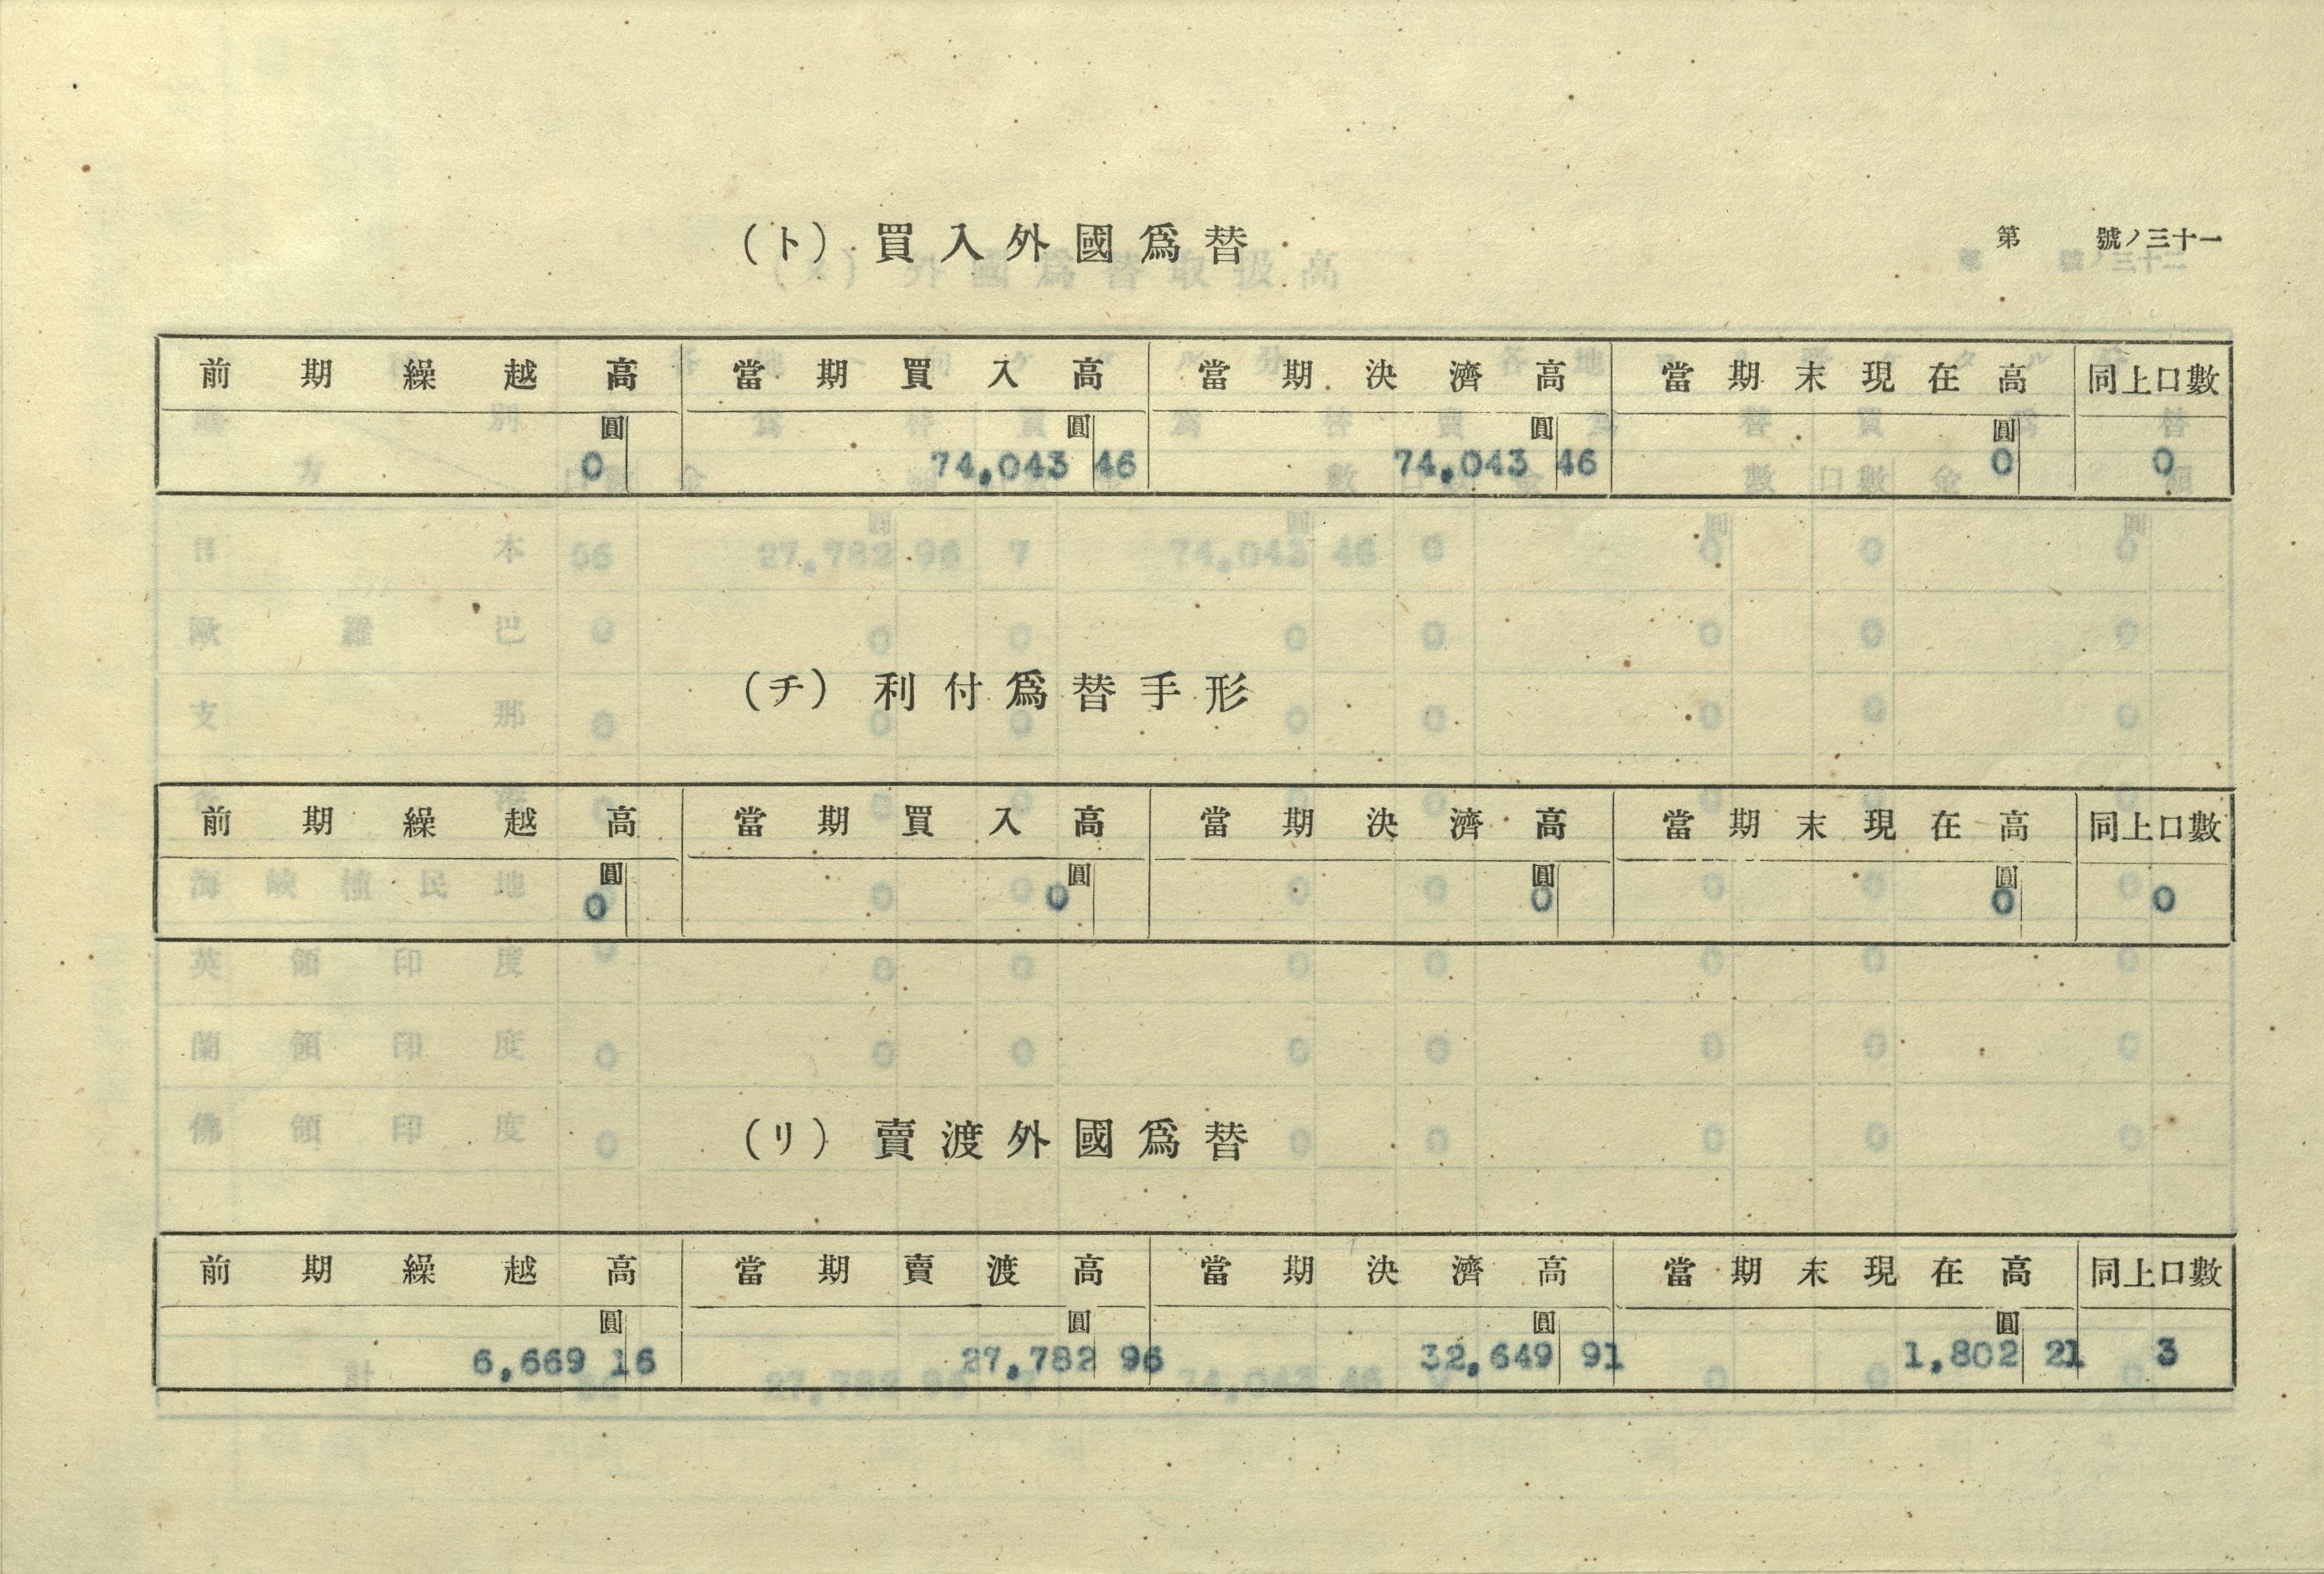 第 號ノ三十一
(ト) 買入外國爲替
前期繰越高 當期買入高 當期決濟高 當期末現在高 同上口數
圓 圓 圓 圓
0 74,043 46 74,043 46 0 0
(チ) 利付爲替手形
前期繰越高 當期買入高 當期決濟高 當期末現在高 同上口數
圓 圓 圓 圓
0 0 0 0 0
(リ) 賣渡外國爲替
前期繰越高 當期賣渡高 當期決濟高 當期末現在高 同上口數
圓 圓 圓 圓
6,669 16 27,782 96 32,649 91 1,802 21 3